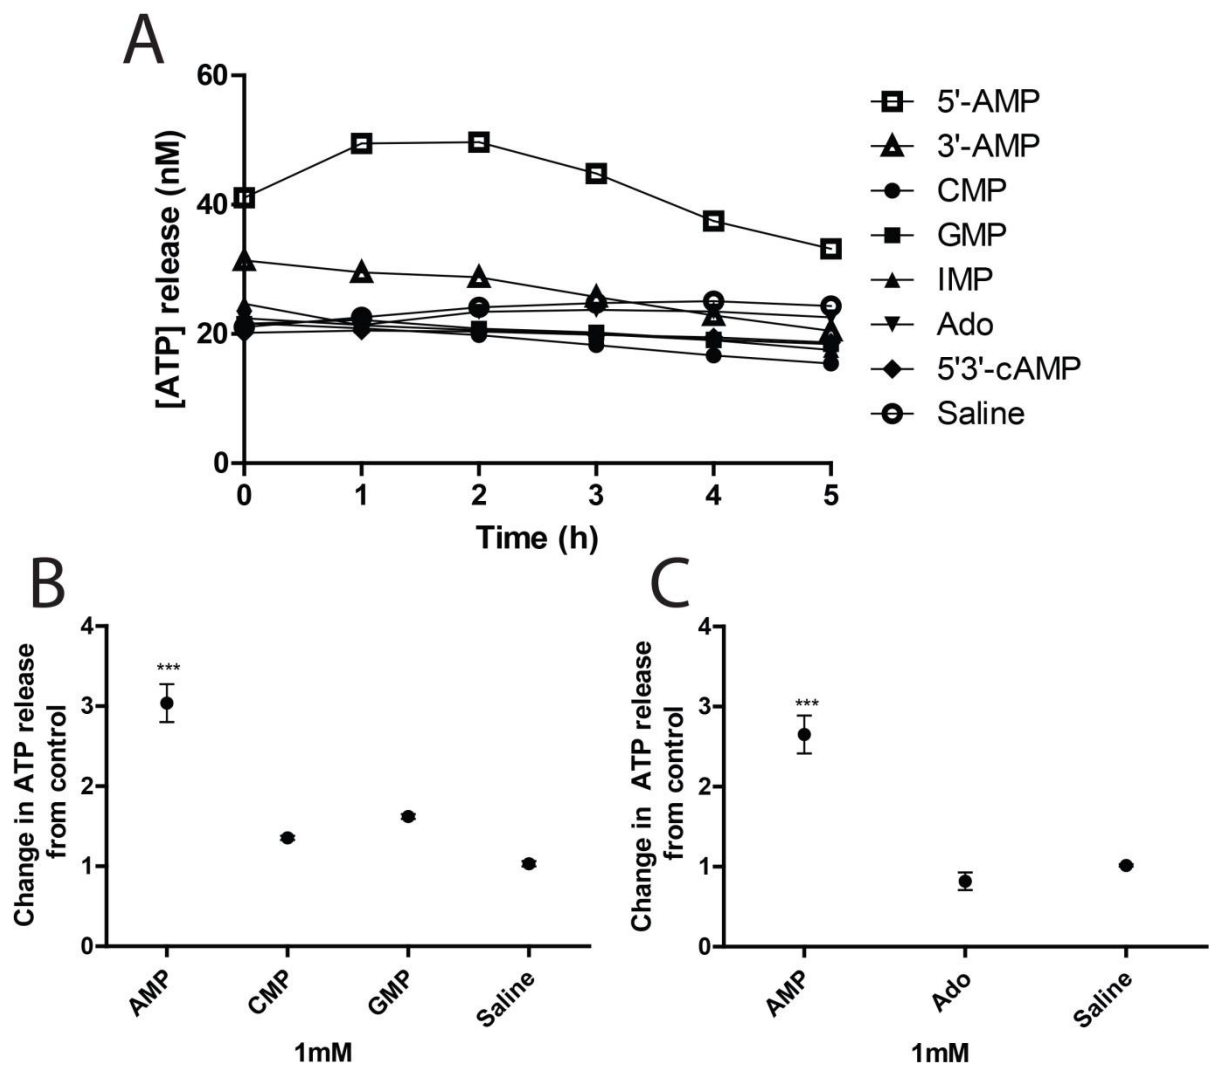 A
60
40
20
0
[ATP] release (nM)
0 1 2 3 4 5
Time (h)
5'-AMP
3'-AMP
CMP
GMP
IMP
Ado
5'3'-cAMP
Saline
B
Change in ATP release
from control
4
3
2
1
0
***
AMP CMP GMP Saline
1mM
C
Change in ATP release
from control
4
3
2
1
0
***
AMP Ado Saline
1mM